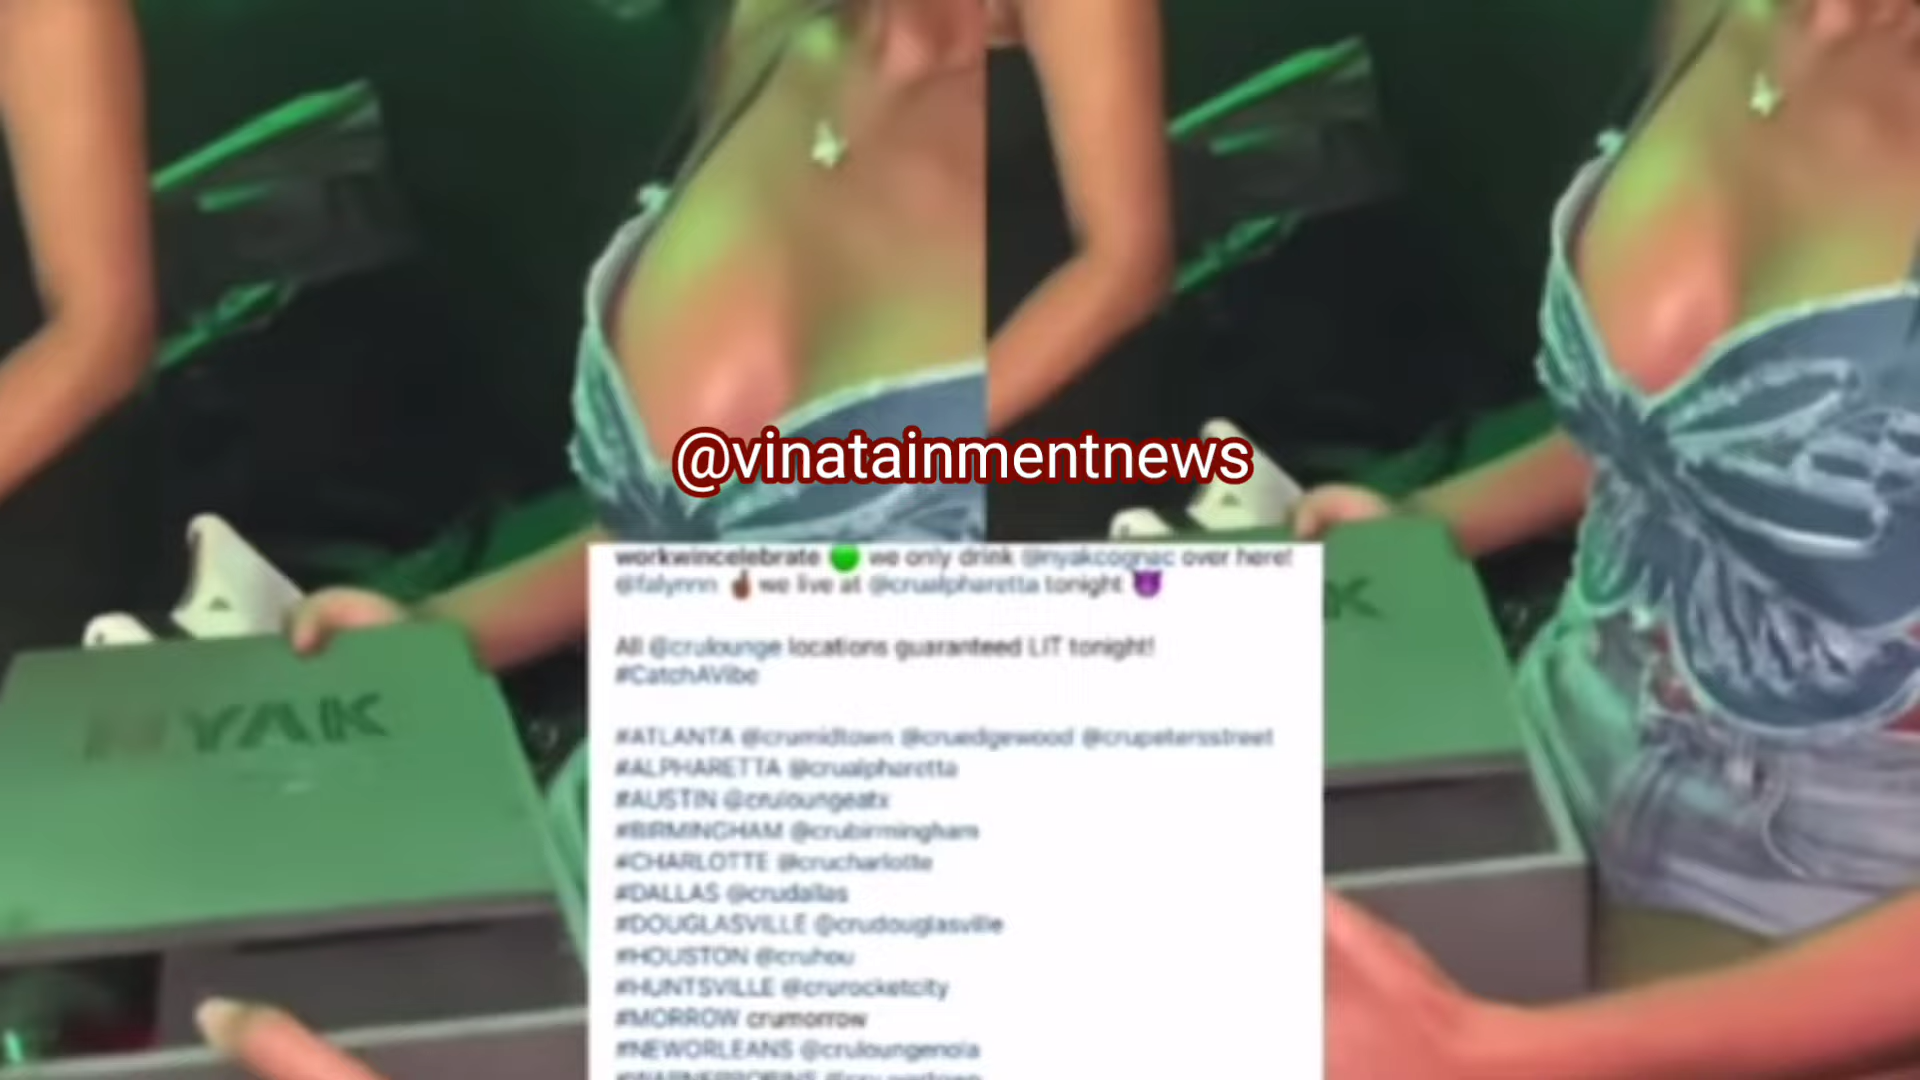 @vinatainmentnews
NYAK
workwincelebrate 🟢 we only drink @nyakcognac over here!
@falynnn 👌🏾 we live at @crualpharetta tonight 😈
All @crulounge locations guaranteed LIT tonight!
#CatchAVibe
#ATLANTA @crumidtown @cruedgewood @crupetersstreet
#ALPHARETTA @crualpharetta
#AUSTIN @cruloungeatx
#BIRMINGHAM @crubirmingham
#CHARLOTTE @crucharlotte
#DALLAS @crudallas
#DOUGLASVILLE @crudouglasville
#HOUSTON @cruhou
#HUNTSVILLE @crurocketcity
#MORROW crumorrow
#NEWORLEANS @cruloungenola